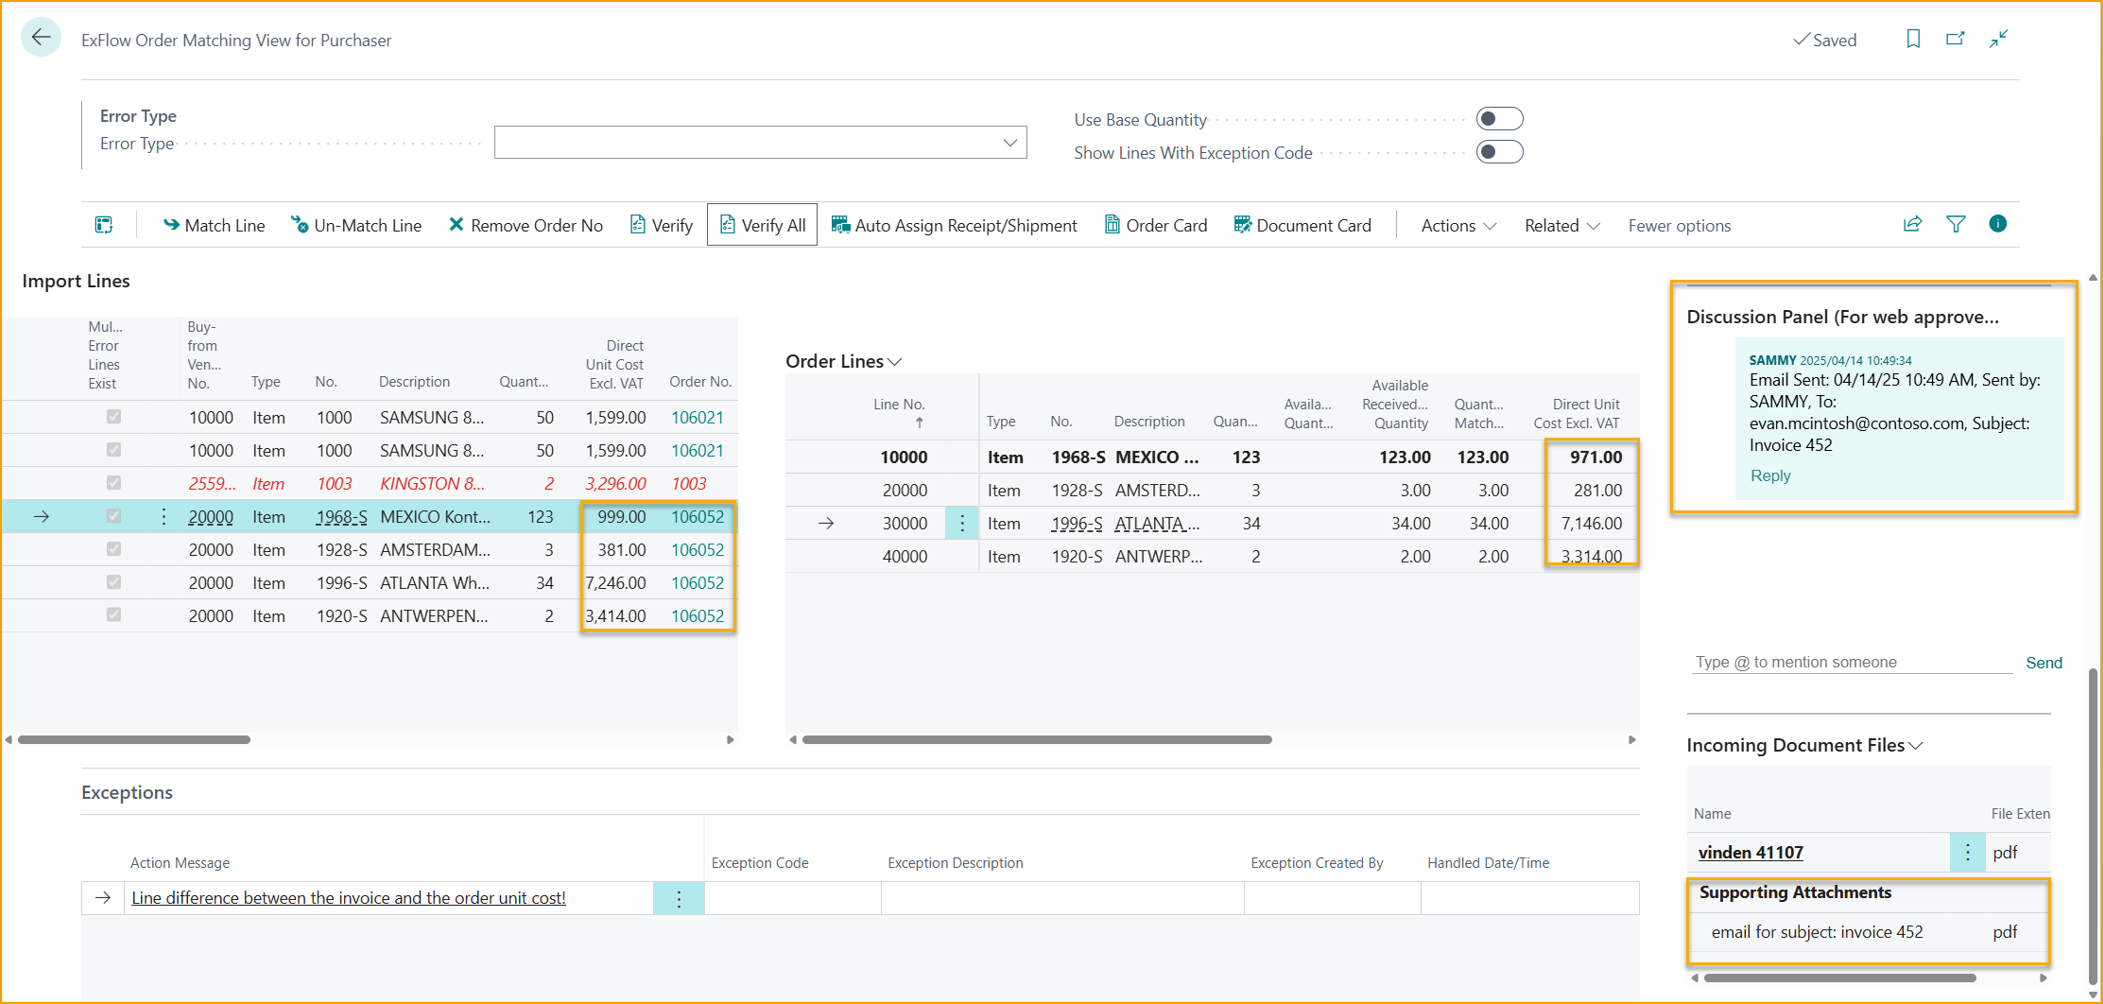 ExFlow Order Matching View for Purchaser
Saved
Error Type
Error Type
Use Base Quantity
Show Lines With Exception Code
Match Line Un-Match Line Remove Order No Verify Verify All Auto Assign Receipt/Shipment Order Card Document Card Actions Related Fewer options
Import Lines
Mul... Error Lines Exist Buy-from Ven... No. Type No. Description Quant... Direct Unit Cost Excl. VAT Order No.
10000 Item 1000 SAMSUNG 8... 50 1,599.00 106021
10000 Item 1000 SAMSUNG 8... 50 1,599.00 106021
2559... Item 1003 KINGSTON 8... 2 3,296.00 1003
20000 Item 1968-S MEXICO Kont... 123 999.00 106052
20000 Item 1928-S AMSTERDAM... 3 381.00 106052
20000 Item 1996-S ATLANTA Wh... 34 7,246.00 106052
20000 Item 1920-S ANTWERPEN... 2 3,414.00 106052
Order Lines
Line No. Type No. Description Quan... Availa... Quant... Available Received... Quantity Quant... Match... Direct Unit Cost Excl. VAT
10000 Item 1968-S MEXICO ... 123 123.00 123.00 971.00
20000 Item 1928-S AMSTERD... 3 3.00 3.00 281.00
30000 Item 1996-S ATLANTA ... 34 34.00 34.00 7,146.00
40000 Item 1920-S ANTWERP... 2 2.00 2.00 3,314.00
Exceptions
Action Message Exception Code Exception Description Exception Created By Handled Date/Time
Line difference between the invoice and the order unit cost!
Discussion Panel (For web approve...
SAMMY 2025/04/14 10:49:34
Email Sent: 04/14/25 10:49 AM, Sent by:
SAMMY, To:
evan.mcintosh@contoso.com, Subject:
Invoice 452
Reply
Type @ to mention someone
Send
Incoming Document Files
Name File Exten
vinden 41107 pdf
Supporting Attachments
email for subject: invoice 452 pdf